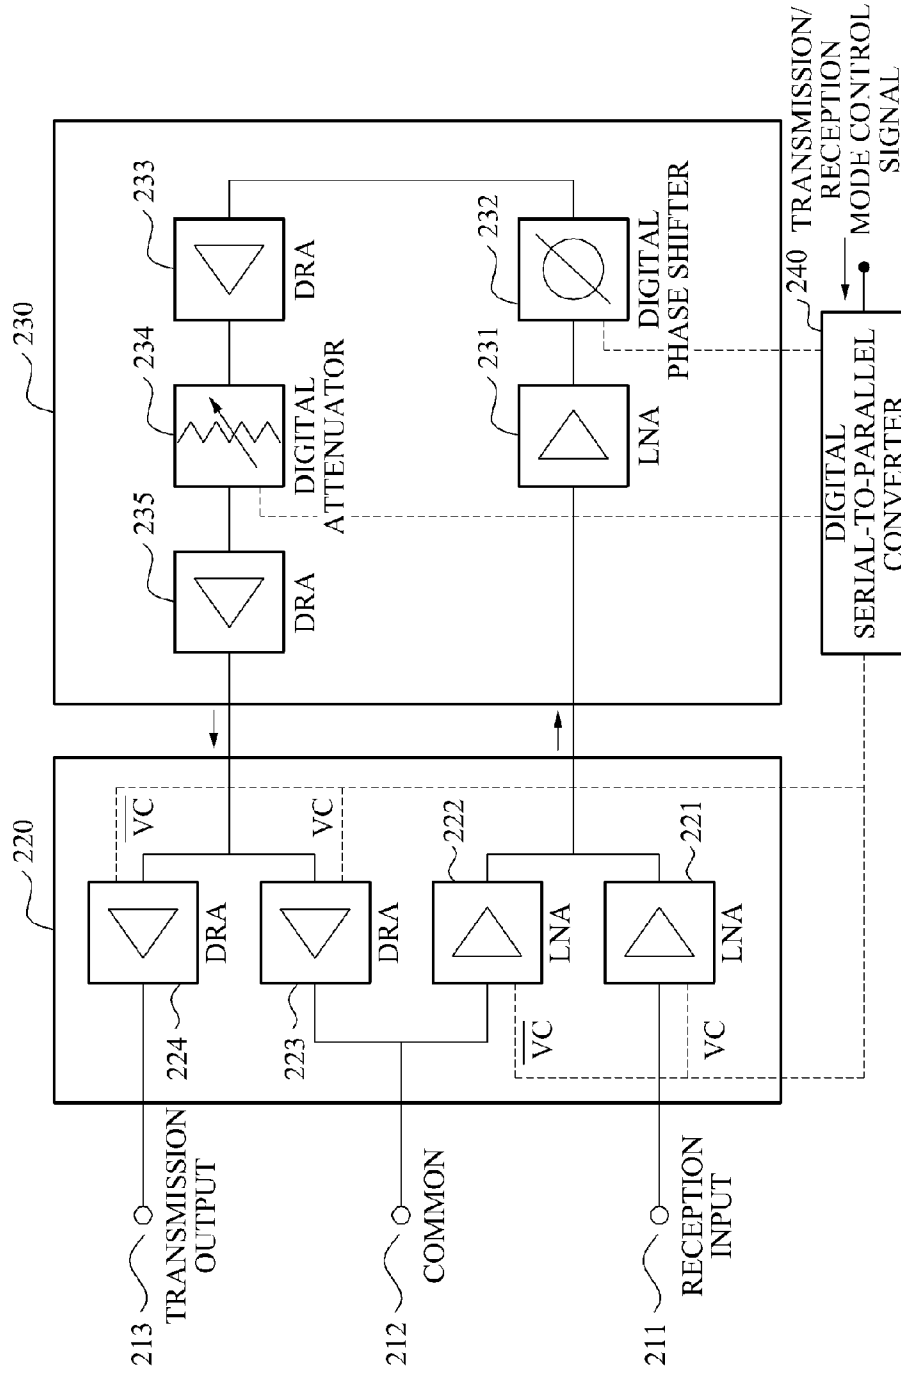 220
230
213
TRANSMISSION
OUTPUT
224
DRA
VC
235
DRA
234
DIGITAL
ATTENUATOR
233
DRA
212
COMMON
223
DRA
VC
222
LNA
VC
211
RECEPTION
INPUT
221
LNA
VC
231
LNA
232
DIGITAL
PHASE SHIFTER
240
DIGITAL
SERIAL-TO-PARALLEL
CONVERTER
TRANSMISSION/
RECEPTION
MODE CONTROL
SIGNAL